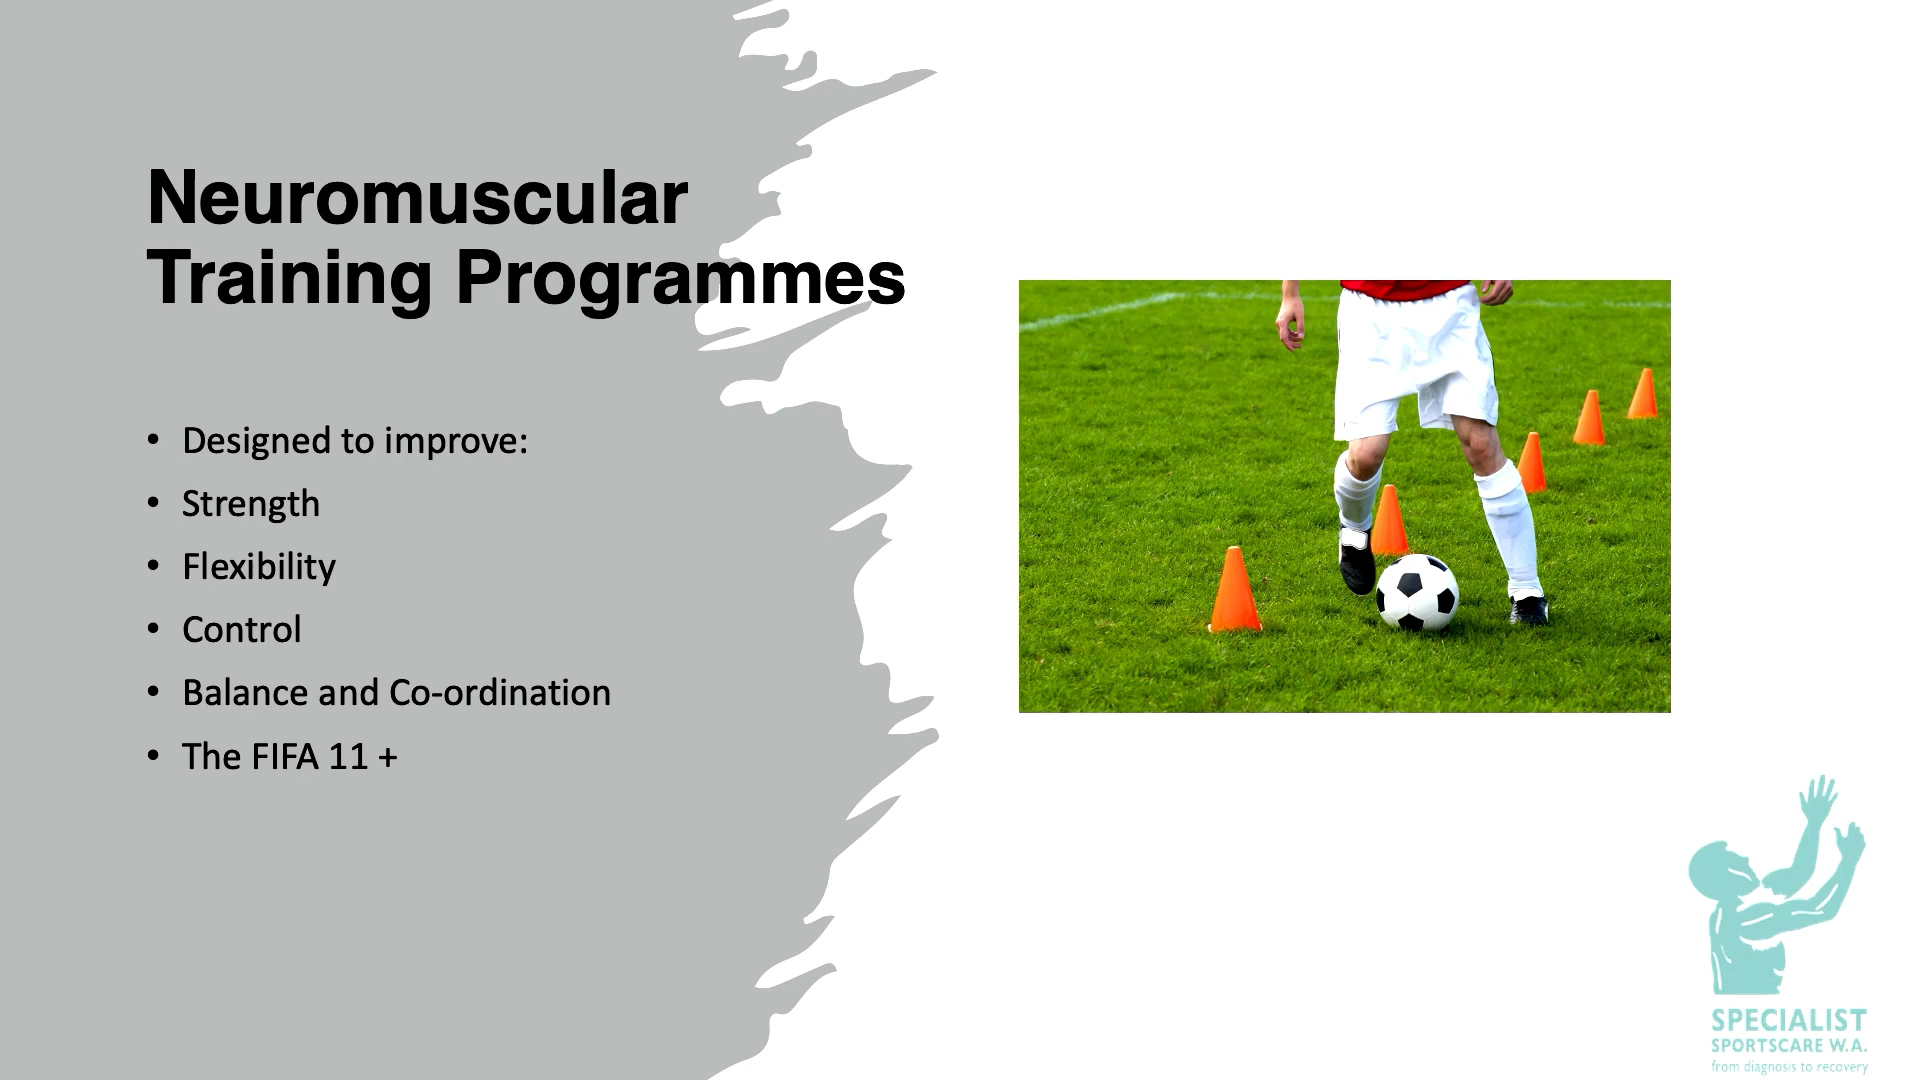 Neuromuscular
Training Programmes
• Designed to improve:
• Strength
• Flexibility
• Control
• Balance and Co-ordination
• The FIFA 11 +
SPECIALIST
SPORTSCARE W.A.
from diagnosis to recovery